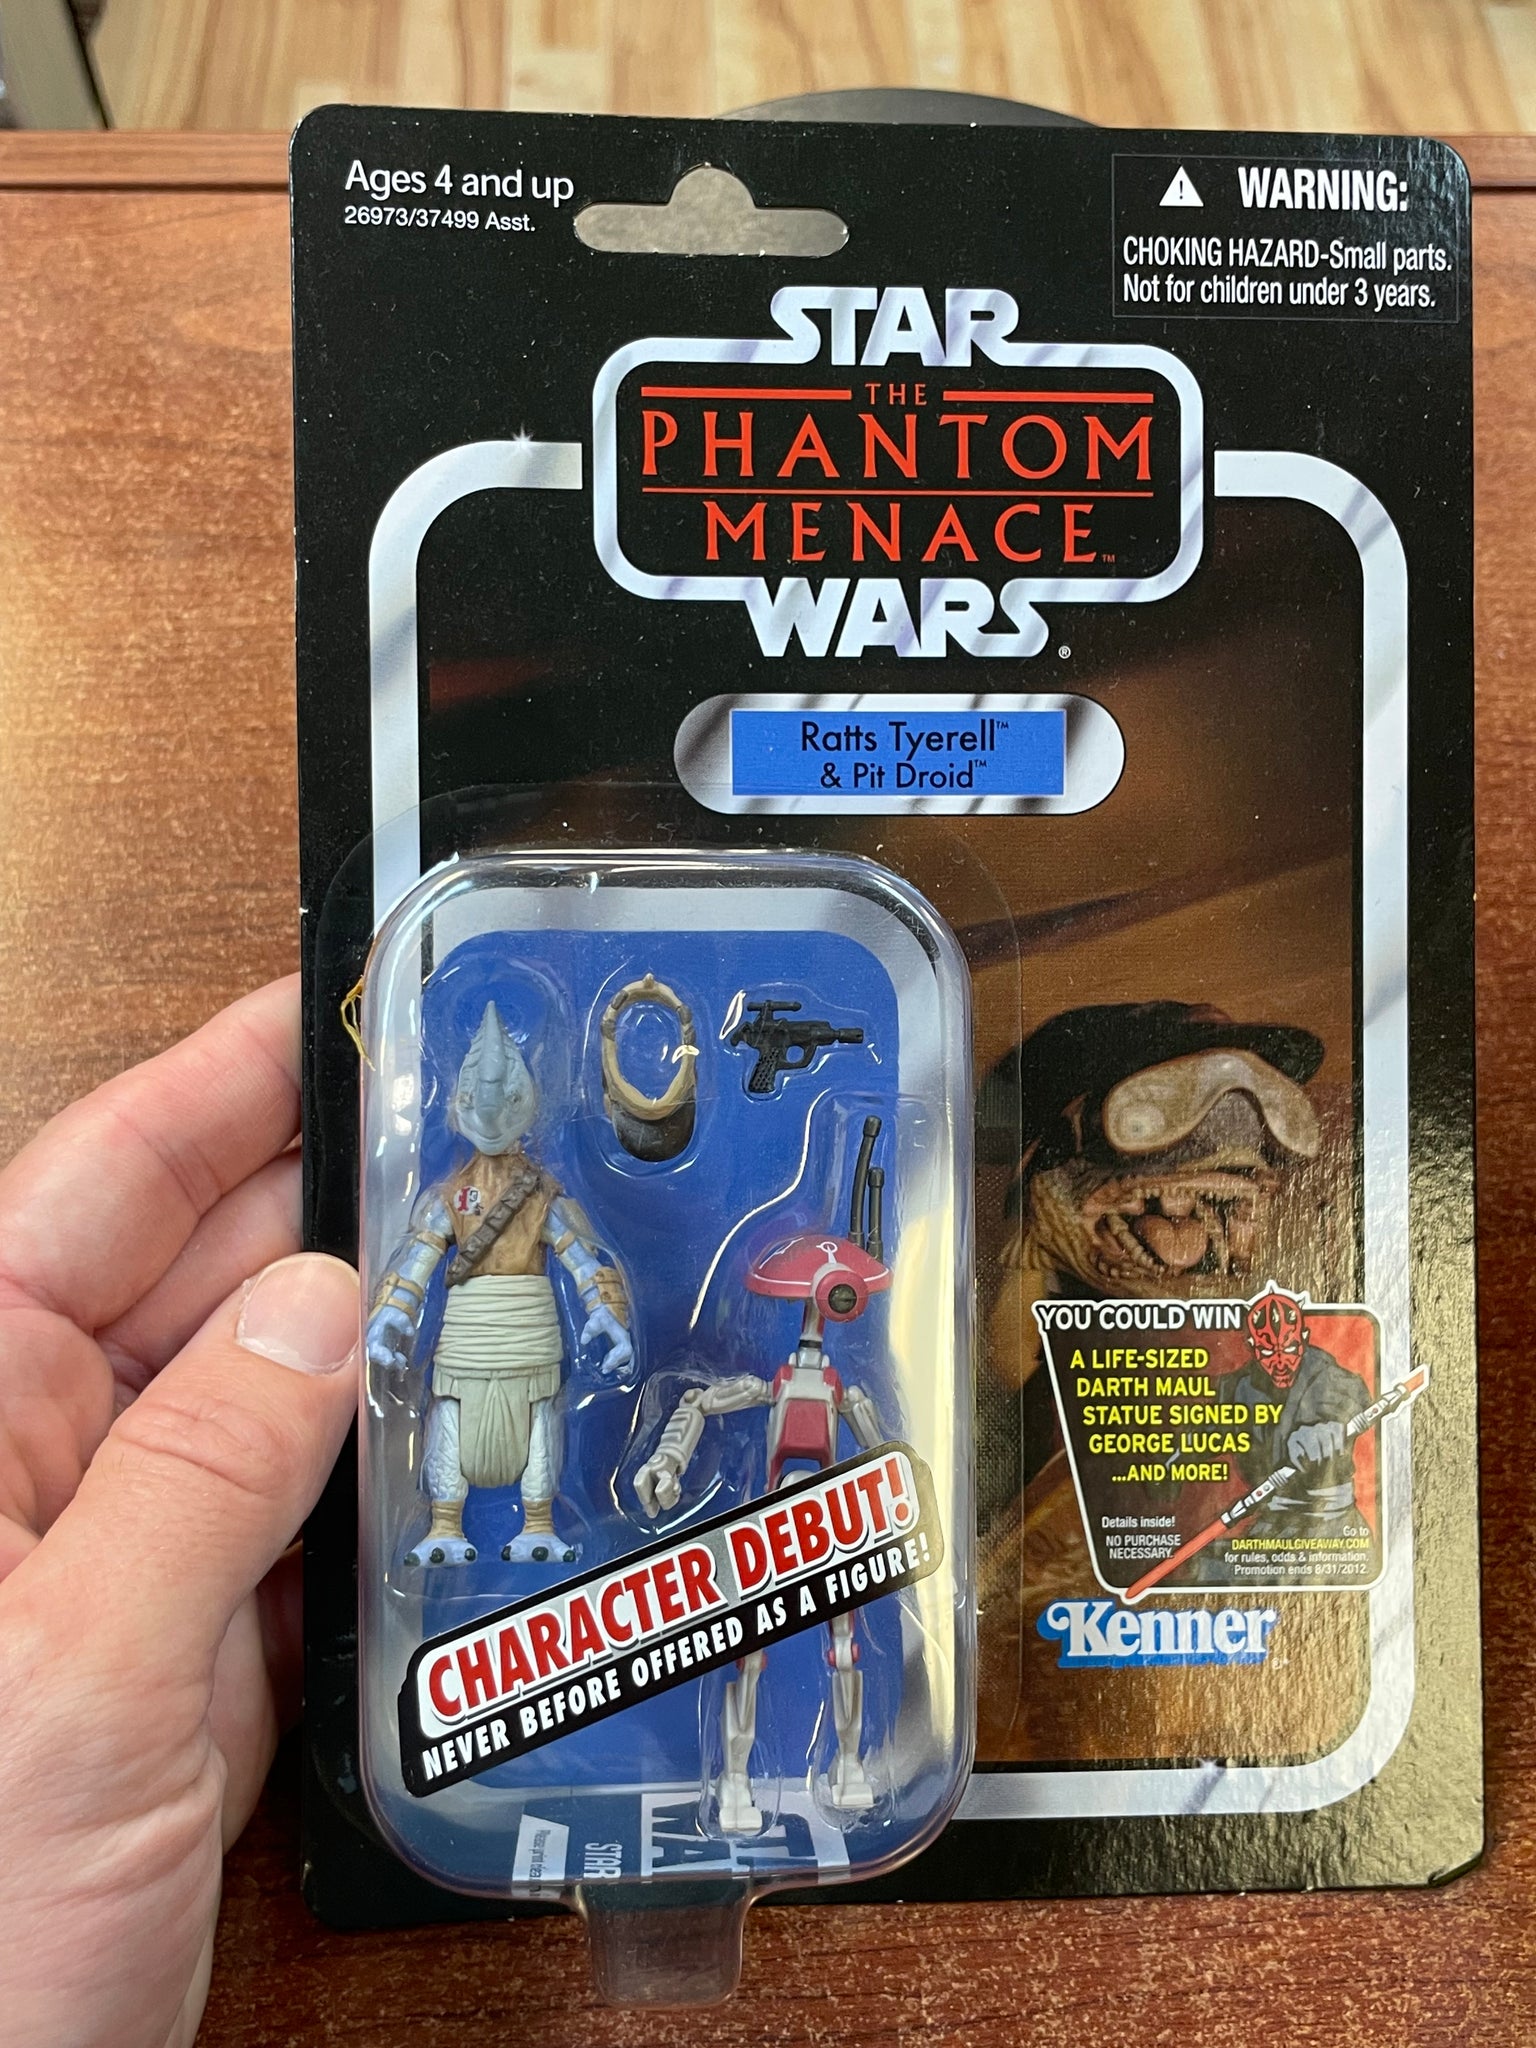 Ages 4 and up
26973/37499 Asst.
WARNING:
CHOKING HAZARD-Small parts.
Not for children under 3 years.
STAR
THE
PHANTOM
MENACE™
WARS®
Ratts Tyerell™
& Pit Droid™
YOU COULD WIN
A LIFE-SIZED
DARTH MAUL
STATUE SIGNED BY
GEORGE LUCAS
...AND MORE!
Details inside!
NO PURCHASE
NECESSARY.
Go to
DARTHMAULGIVEAWAY.COM
for rules, odds & information.
Promotion ends 8/31/2012.
CHARACTER DEBUT!
NEVER BEFORE OFFERED AS A FIGURE!
Kenner
STAR
WA